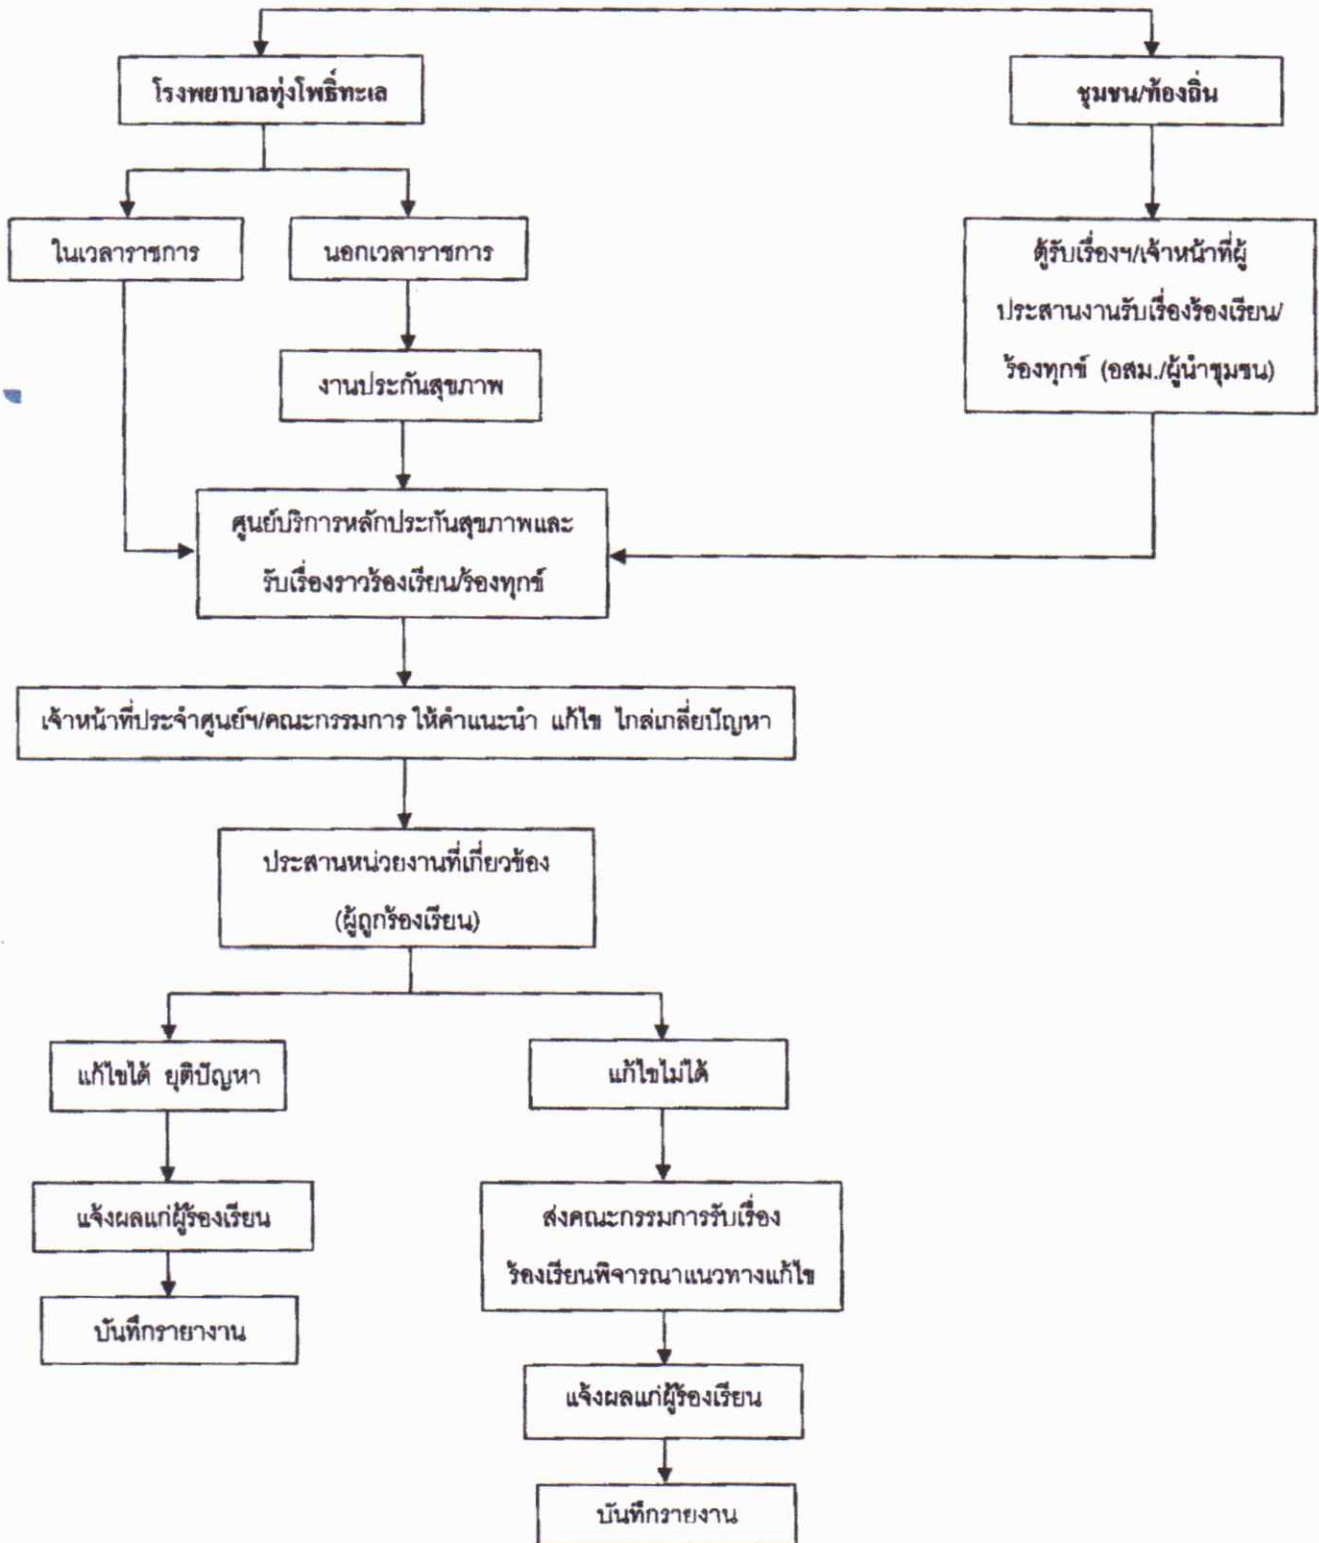 โรงพยาบาลทุ่งโพธิ์ทะเล
ชุมชน/ท้องถิ่น
ในเวลาราชการ
นอกเวลาราชการ
ตู้รับเรื่องฯ/เจ้าหน้าที่ผู้
ประสานงานรับเรื่องร้องเรียน/
ร้องทุกข์ (อสม./ผู้นำชุมชน)
งานประกันสุขภาพ
ศูนย์บริการหลักประกันสุขภาพและ
รับเรื่องราวร้องเรียน/ร้องทุกข์
เจ้าหน้าที่ประจำศูนย์ฯ/คณะกรรมการ ให้คำแนะนำ แก้ไข ไกล่เกลี่ยปัญหา
ประสานหน่วยงานที่เกี่ยวข้อง
(ผู้ถูกร้องเรียน)
แก้ไขได้ ยุติปัญหา
แก้ไขไม่ได้
แจ้งผลแก่ผู้ร้องเรียน
ส่งคณะกรรมการรับเรื่อง
ร้องเรียนพิจารณาแนวทางแก้ไข
บันทึกรายางาน
แจ้งผลแก่ผู้ร้องเรียน
บันทึกรายงาน